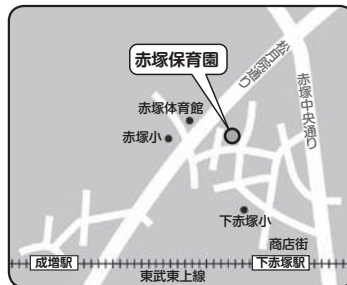 赤塚保育園
松月院通り
赤塚中央通り
赤塚体育館
赤塚小
下赤塚小
商店街
成増駅
下赤塚駅
東武東上線